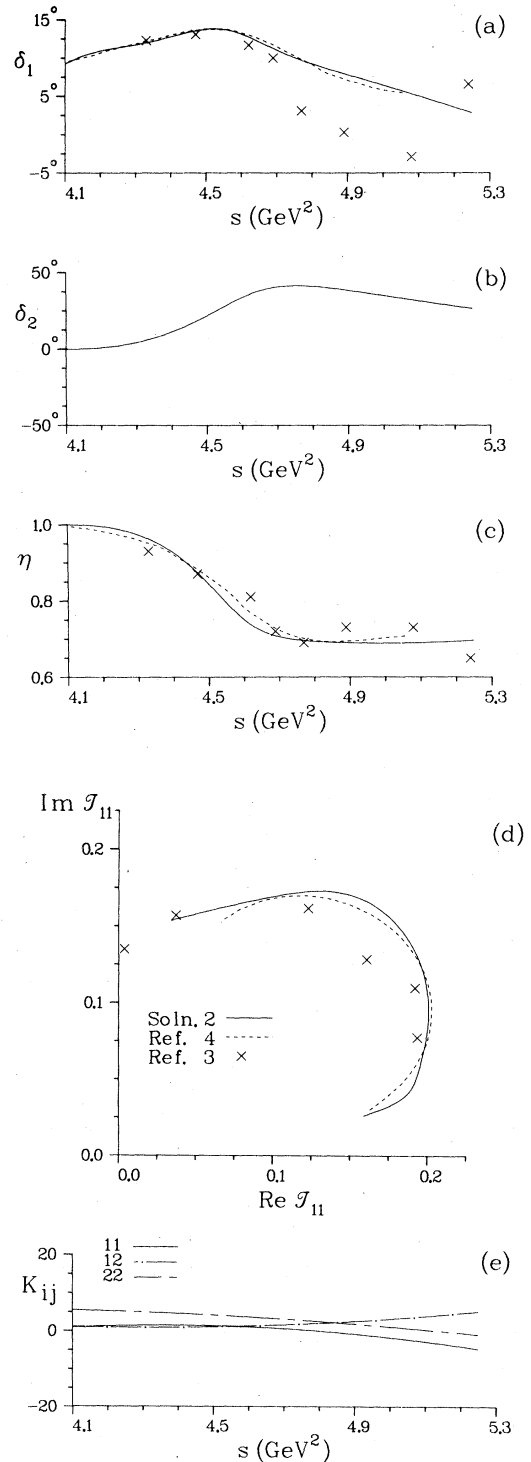 (a)
15°
δ₁
5°
-5°
4.1 4.5 4.9 5.3
s (GeV²)
(b)
50°
δ₂
0°
-50°
4.1 4.5 4.9 5.3
s (GeV²)
(c)
1.0
η
0.8
0.6
4.1 4.5 4.9 5.3
s (GeV²)
Im 𝒯₁₁
(d)
0.2
0.1
Soln. 2
Ref. 4
Ref. 3
0.0
0.0 0.1 0.2
Re 𝒯₁₁
11
12
22
(e)
20
K_ij
0
-20
4.1 4.5 4.9 5.3
s (GeV²)